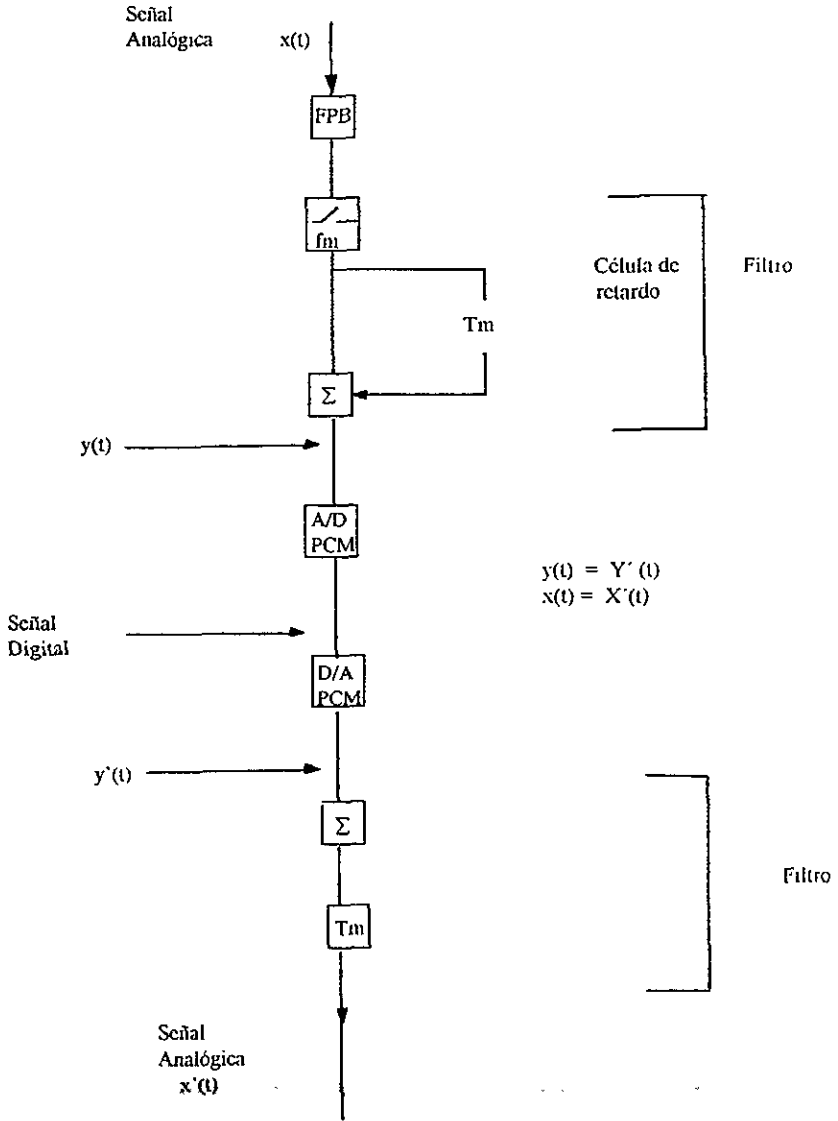 Señal
Analógica x(t)
FPB
fm
Célula de
retardo
Filtro
Tm
Σ
y(t)
A/D
PCM
y(t) = Y´(t)
x(t) = X´(t)
Señal
Digital
D/A
PCM
y`(t)
Σ
Filtro
Tm
Señal
Analógica
x`(t)